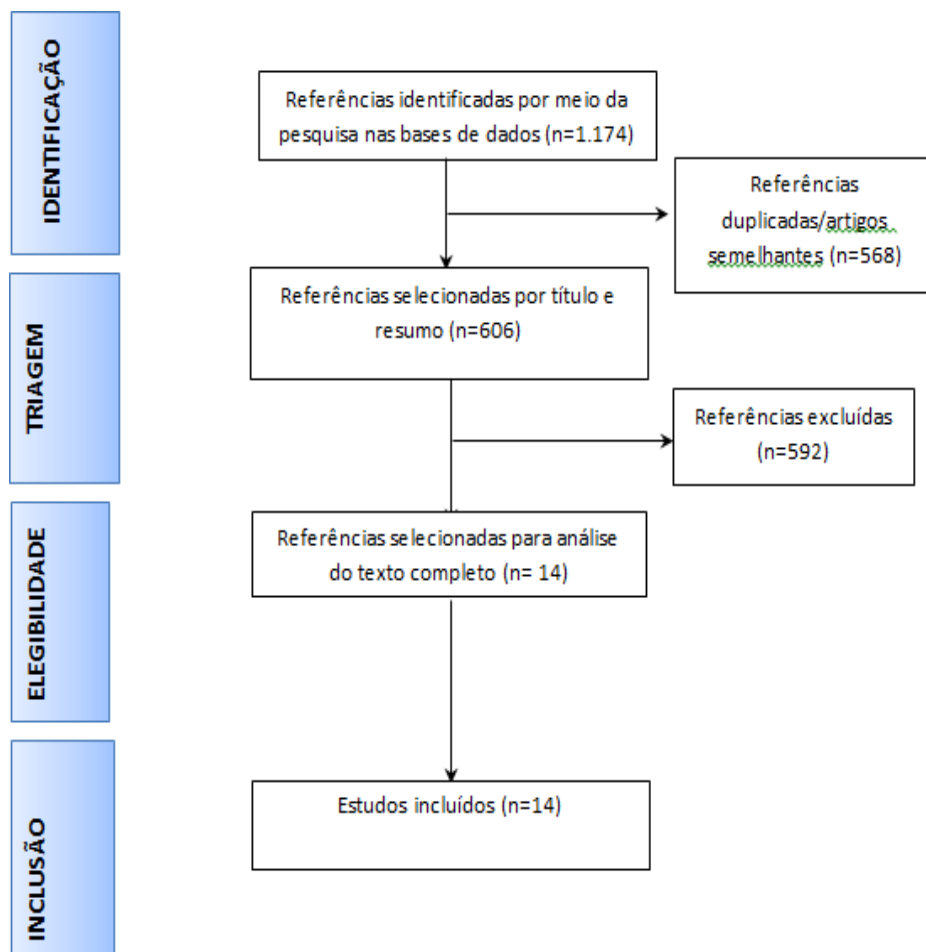 IDENTIFICAÇÃO
Referências identificadas por meio da
pesquisa nas bases de dados (n=1.174)
Referências
duplicadas/artigos
semelhantes (n=568)
TRIAGEM
Referências selecionadas por título e
resumo (n=606)
Referências excluídas
(n=592)
ELEGIBILIDADE
Referências selecionadas para análise
do texto completo (n= 14)
INCLUSÃO
Estudos incluídos (n=14)